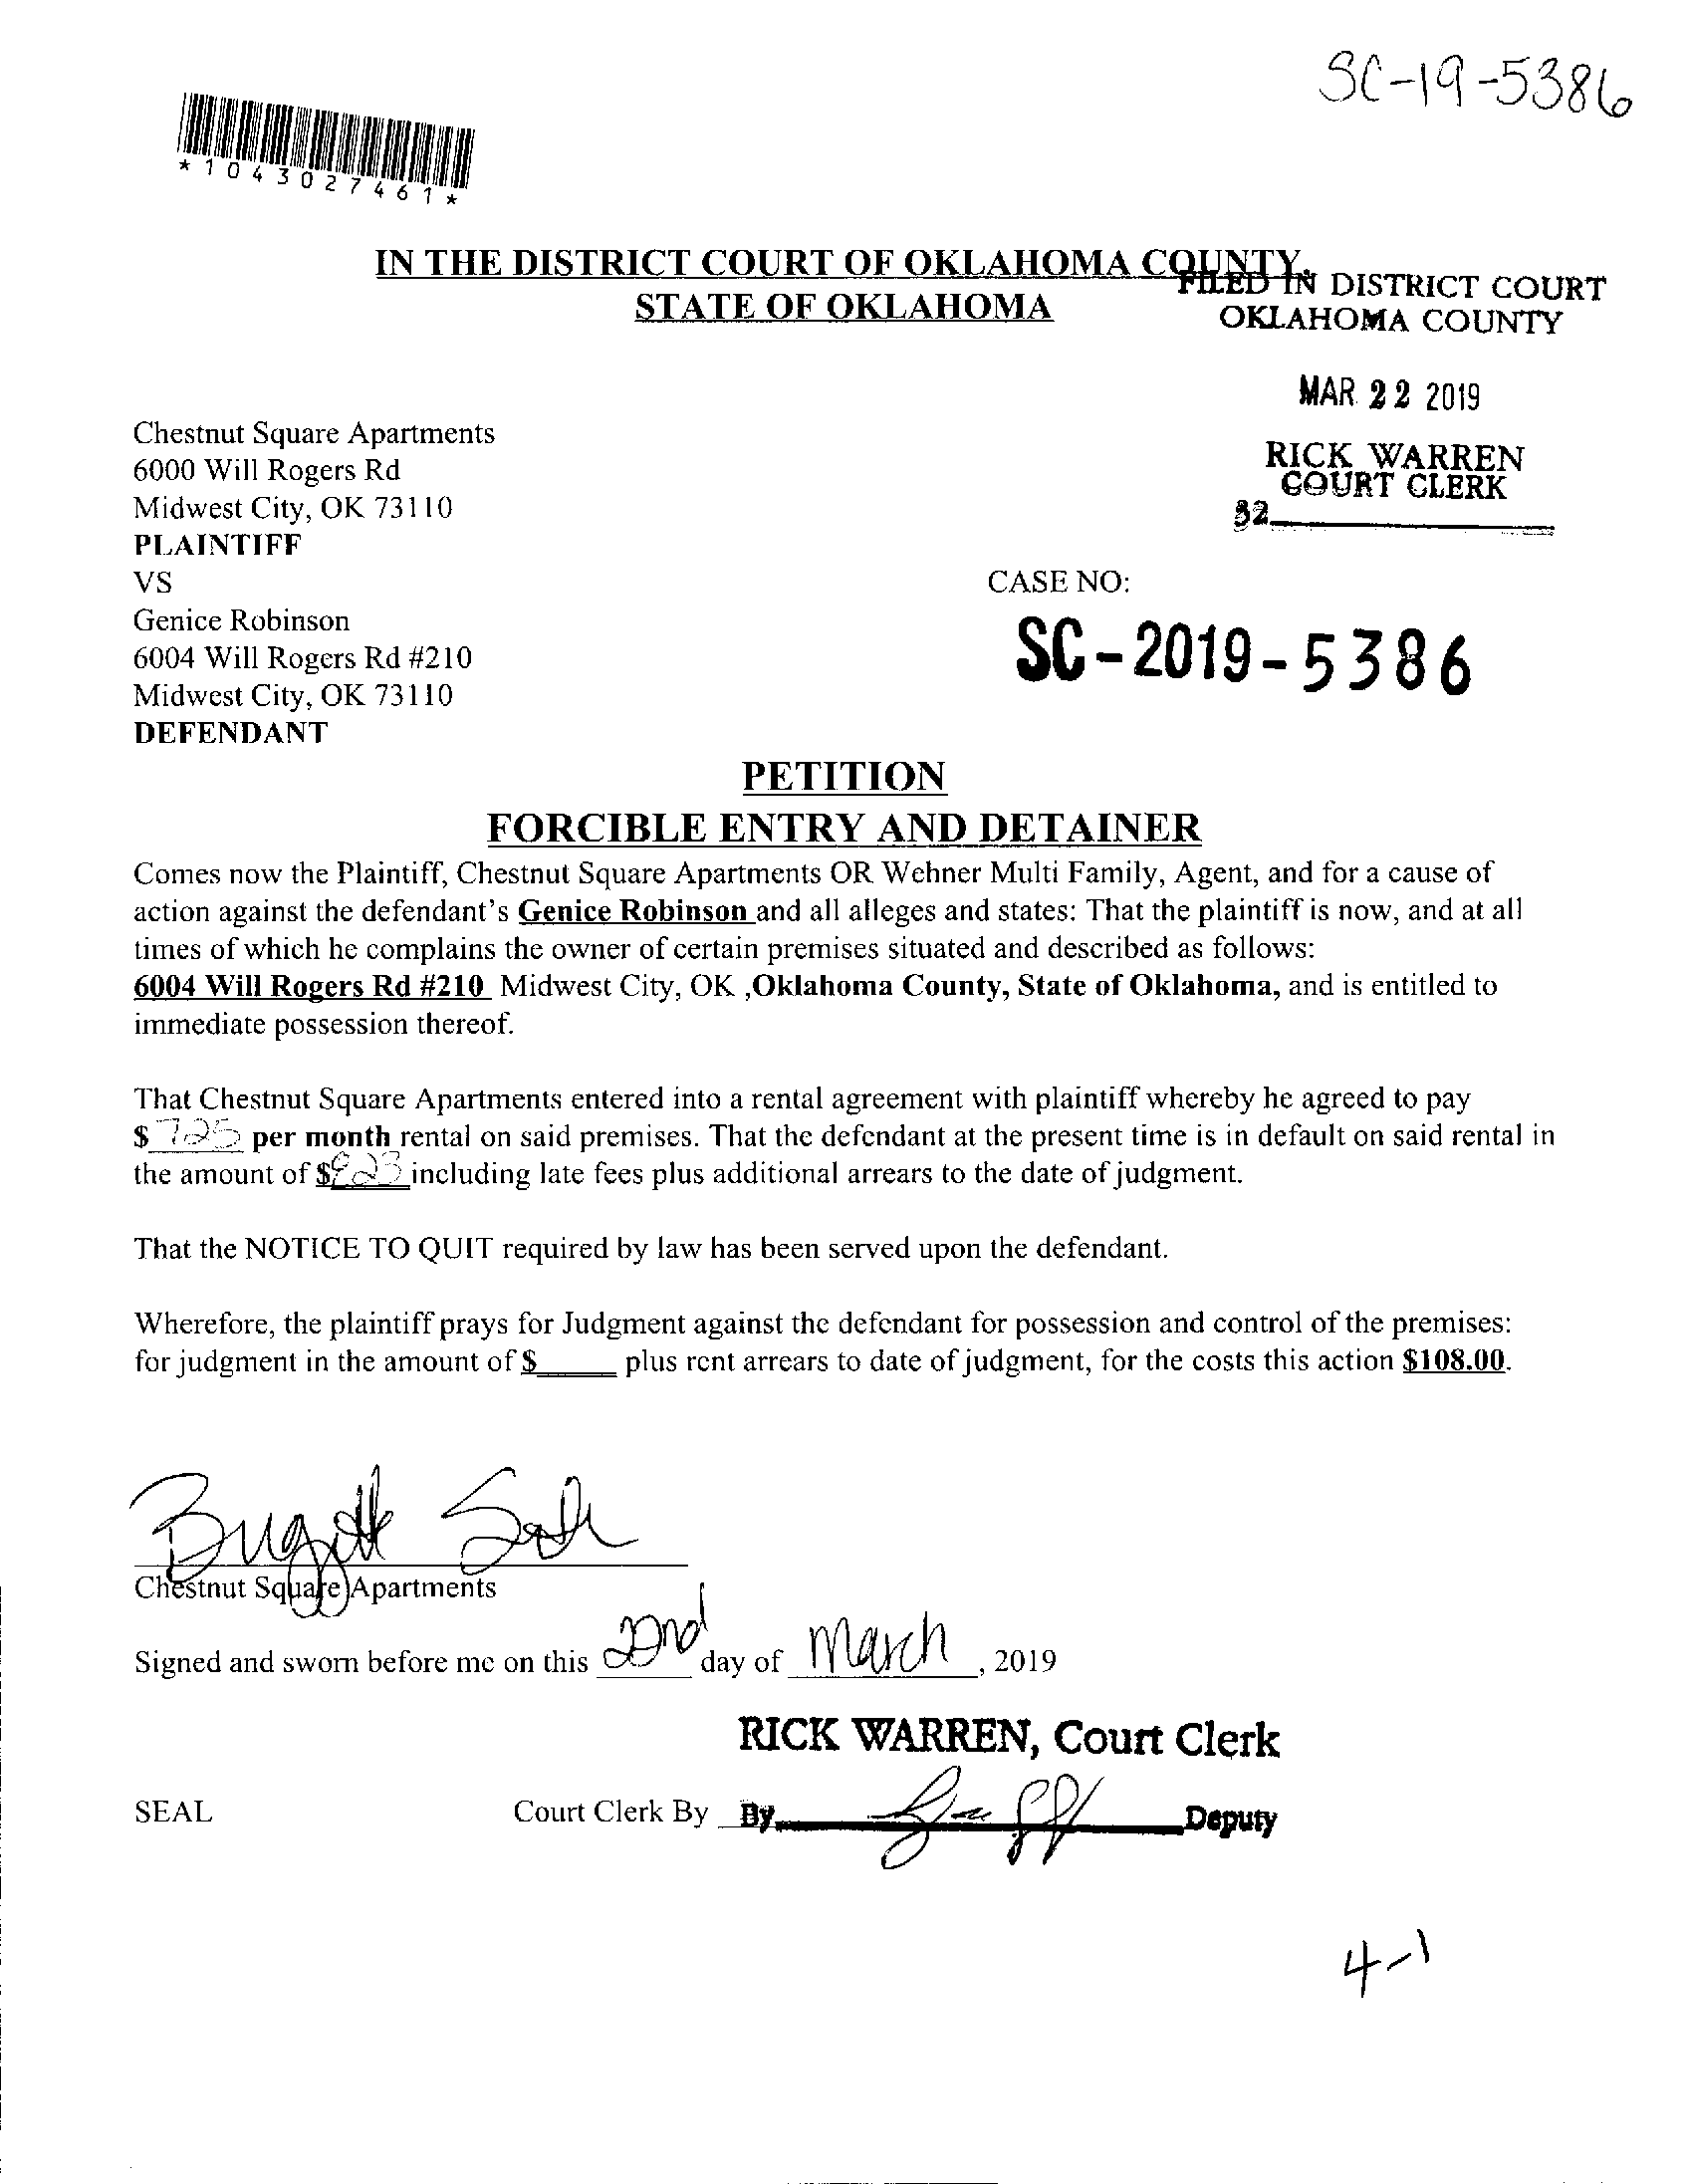 SC-19-5386
*1043027461*
IN THE DISTRICT COURT OF OKLAHOMA COUNTY,
STATE OF OKLAHOMA
FILED IN DISTRICT COURT
OKLAHOMA COUNTY
MAR 22 2019
RICK WARREN
COURT CLERK
32
Chestnut Square Apartments
6000 Will Rogers Rd
Midwest City, OK 73110
PLAINTIFF
VS
Genice Robinson
6004 Will Rogers Rd #210
Midwest City, OK 73110
DEFENDANT
CASE NO:
SC-2019-5386
PETITION
FORCIBLE ENTRY AND DETAINER
Comes now the Plaintiff, Chestnut Square Apartments OR Wehner Multi Family, Agent, and for a cause of
action against the defendant's Genice Robinson and all alleges and states: That the plaintiff is now, and at all
times of which he complains the owner of certain premises situated and described as follows:
6004 Will Rogers Rd #210 Midwest City, OK ,Oklahoma County, State of Oklahoma, and is entitled to
immediate possession thereof.
That Chestnut Square Apartments entered into a rental agreement with plaintiff whereby he agreed to pay
$ 725 per month rental on said premises. That the defendant at the present time is in default on said rental in
the amount of $ including late fees plus additional arrears to the date of judgment.
That the NOTICE TO QUIT required by law has been served upon the defendant.
Wherefore, the plaintiff prays for Judgment against the defendant for possession and control of the premises:
for judgment in the amount of $_____ plus rent arrears to date of judgment, for the costs this action $108.00.
Chestnut Square Apartments
Signed and sworn before me on this 22nd day of March, 2019
RICK WARREN, Court Clerk
SEAL Court Clerk By By Deputy
4-1